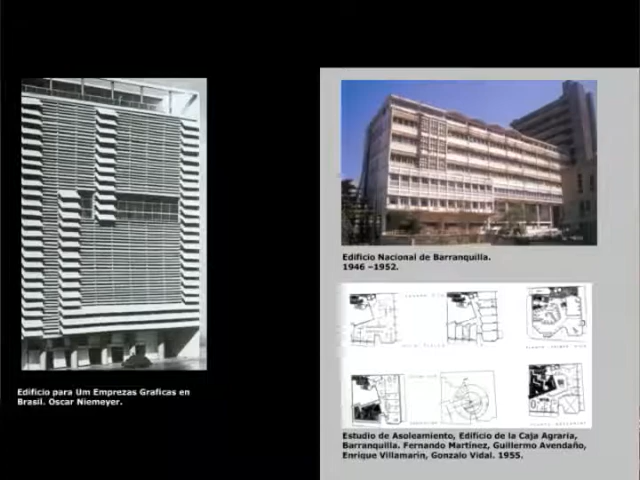 Edificio para Um Emprezas Graficas en
Brasil. Oscar Niemeyer.
Edificio Nacional de Barranquilla.
1946 –1952.
Estudio de Asoleamiento, Edificio de la Caja Agraria,
Barranquilla. Fernando Martínez, Guillermo Avendaño,
Enrique Villamarín, Gonzalo Vidal. 1955.